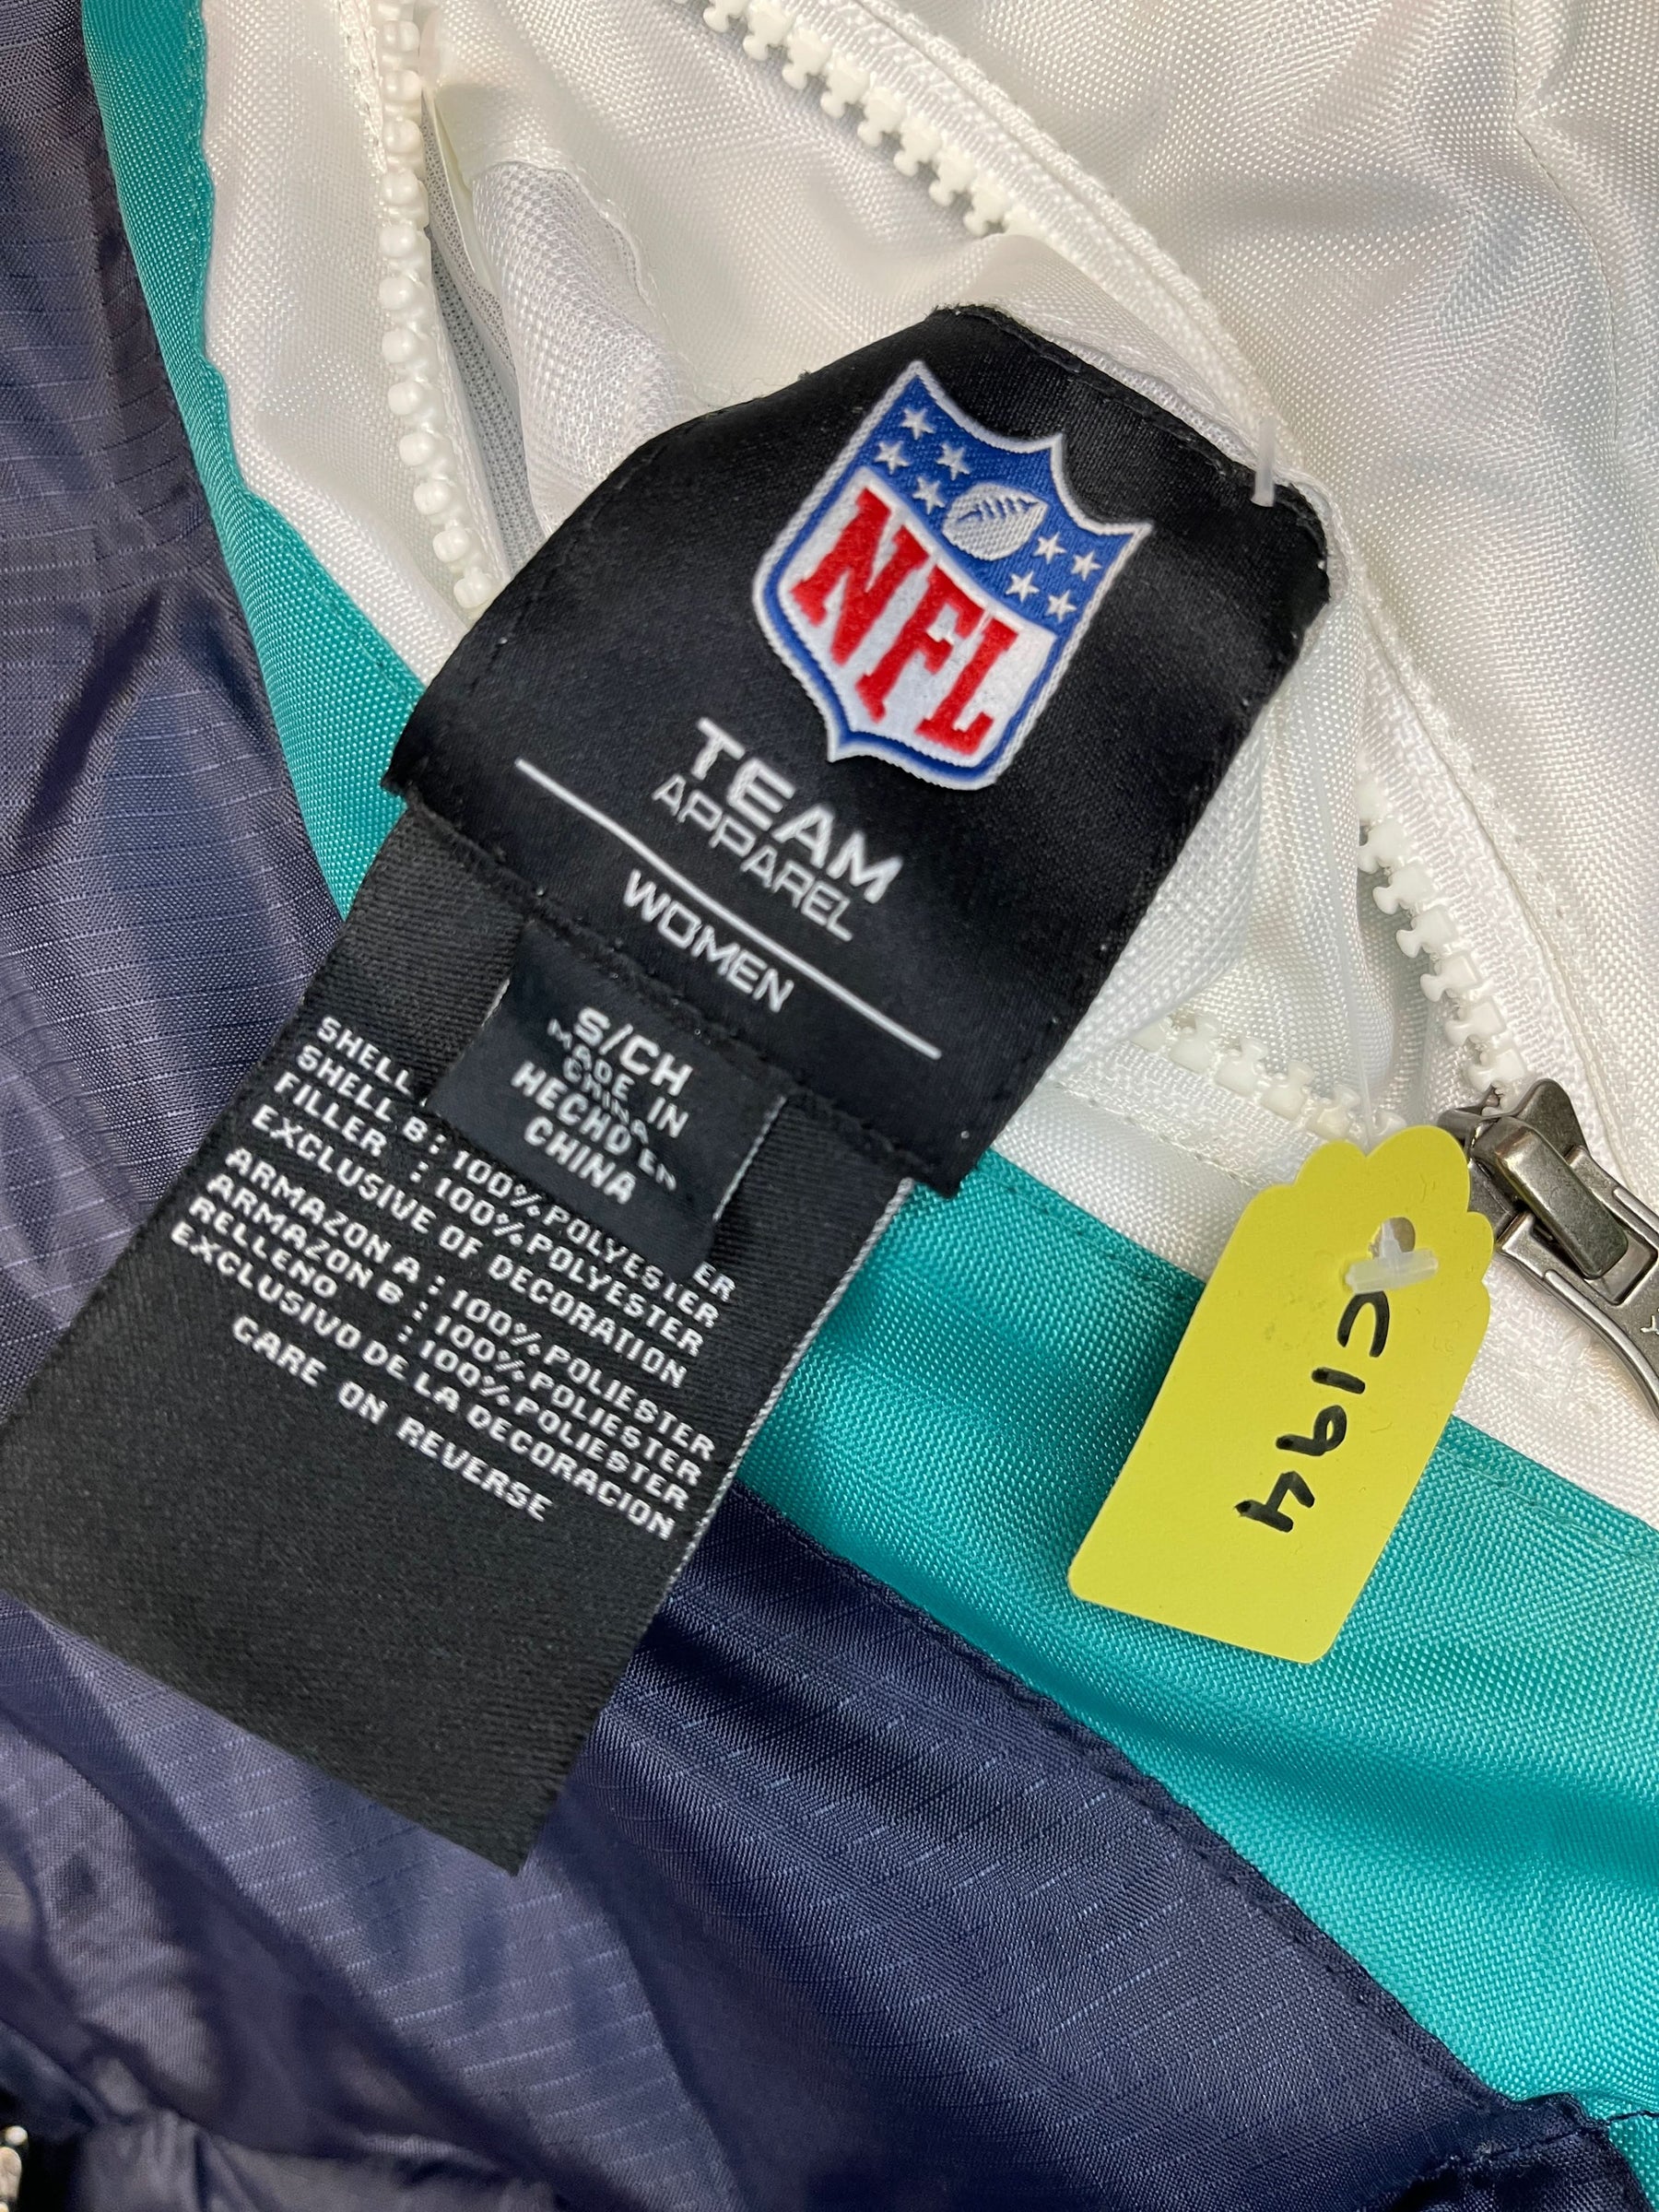 NFL
TEAM
APPAREL
WOMEN
S/CH
MADE IN
CHINA
HECHO EN
CHINA
SHELL
SHELL B: 100% POLYESTER
FILLER : 100% POLYESTER
EXCLUSIVE OF DECORATION
ARMAZON A : 100% POLIESTER
ARMAZON B : 100% POLIESTER
RELLENO : 100% POLIESTER
EXCLUSIVO DE LA DECORACION
CARE ON REVERSE
C194